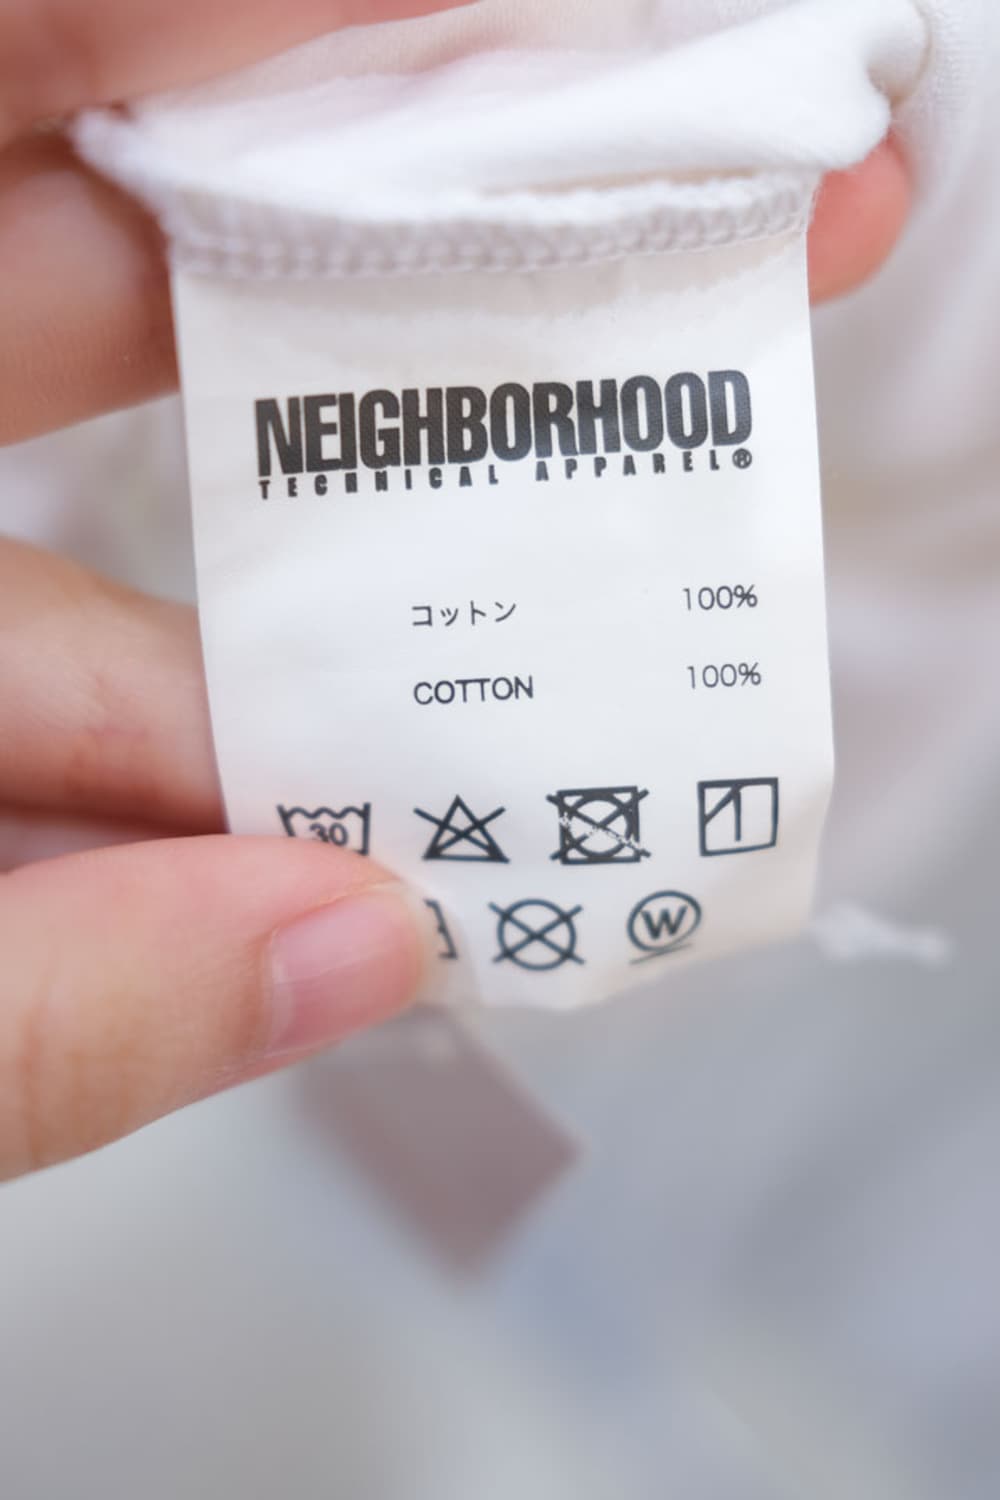 NEIGHBORHOOD
TECHNICAL APPAREL®
コットン 100%
COTTON 100%
30
W